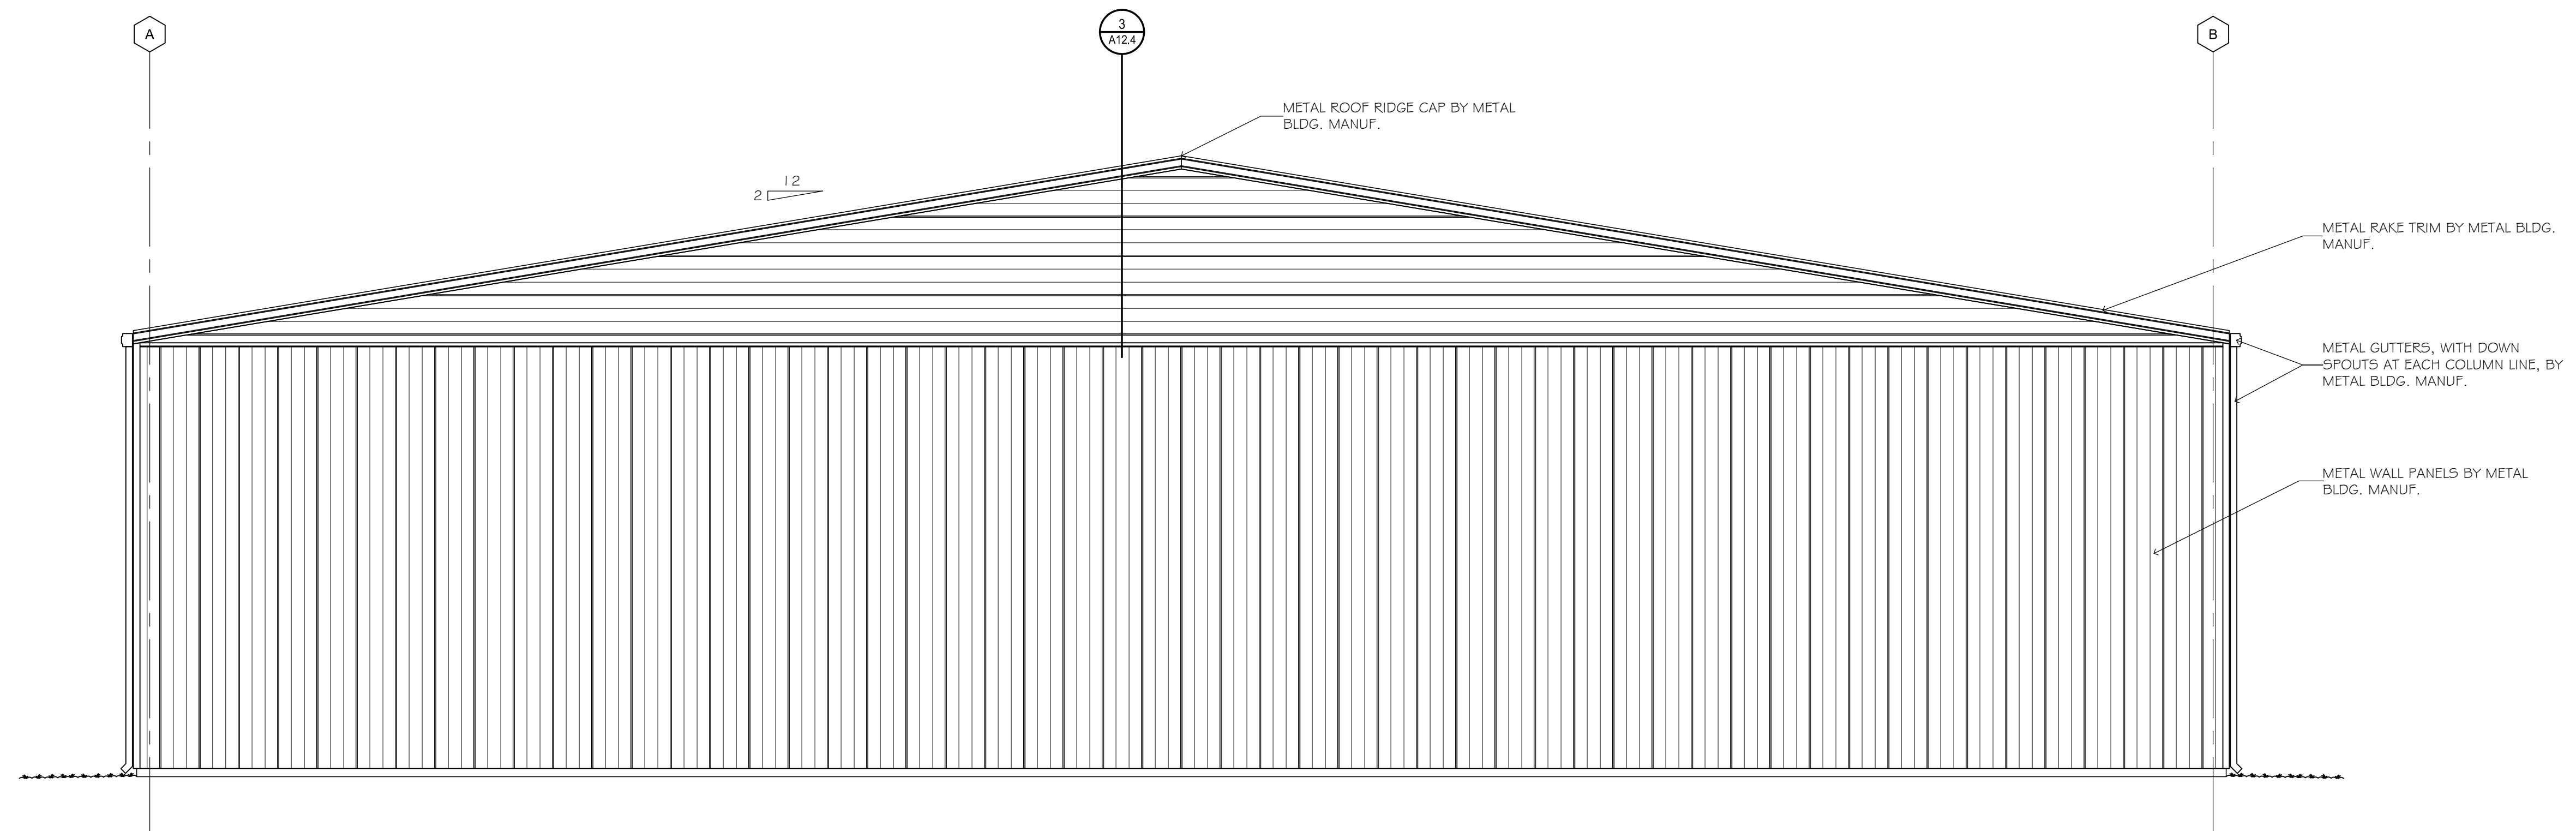 A
3
A12.4
B
METAL ROOF RIDGE CAP BY METAL
BLDG. MANUF.
12
2
METAL RAKE TRIM BY METAL BLDG.
MANUF.
METAL GUTTERS, WITH DOWN
SPOUTS AT EACH COLUMN LINE, BY
METAL BLDG. MANUF.
METAL WALL PANELS BY METAL
BLDG. MANUF.